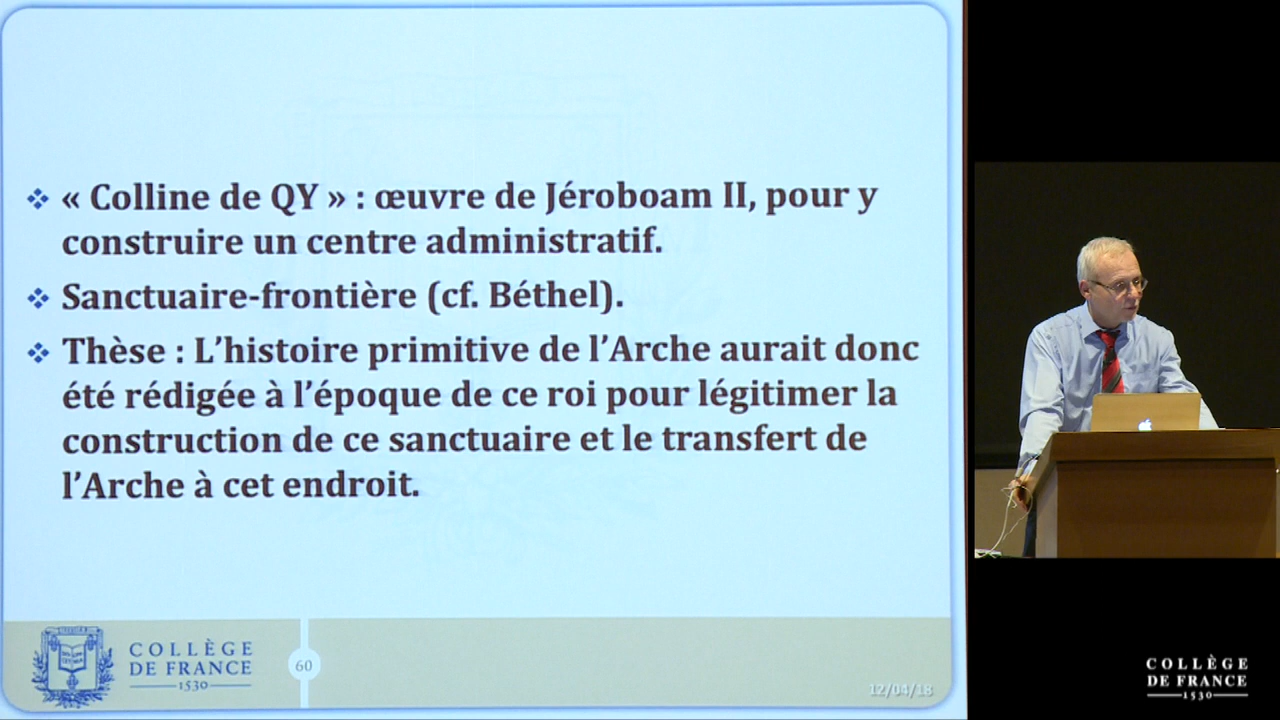 « Colline de QY » : œuvre de Jéroboam II, pour y
construire un centre administratif.
Sanctuaire-frontière (cf. Béthel).
Thèse : L’histoire primitive de l’Arche aurait donc
été rédigée à l’époque de ce roi pour légitimer la
construction de ce sanctuaire et le transfert de
l’Arche à cet endroit.
COLLÈGE
DE FRANCE
1530
60
12/04/18
COLLÈGE
DE FRANCE
1530